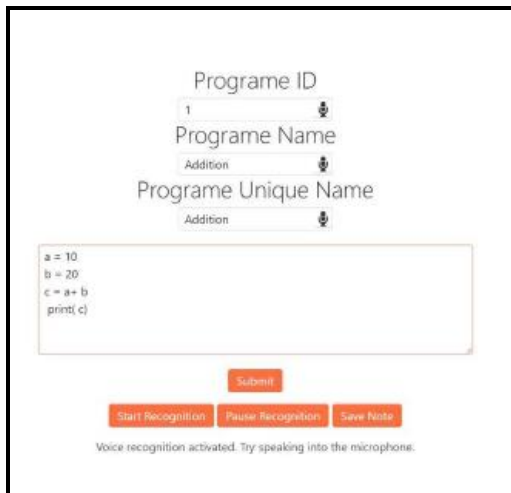 Programe ID
1
Programe Name
Addition
Programe Unique Name
Addition
a = 10
b = 20
c = a+ b
print( c)
Submit
Start Recognition Pause Recognition Save Note
Voice recognition activated. Try speaking into the microphone.